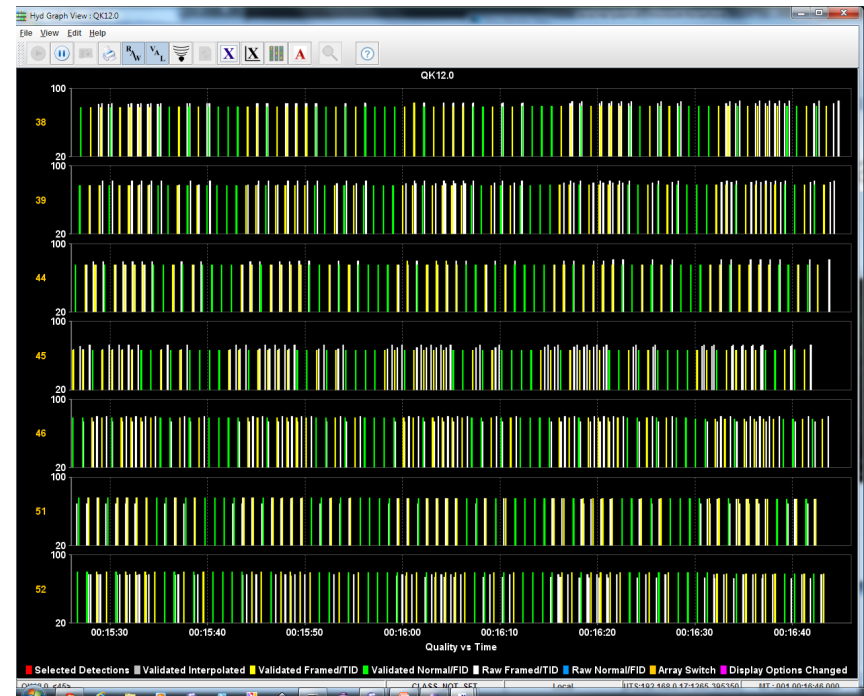 Hyd Graph View : QK12.0
File View Edit Help
RAW VAL X X A ?
QK12.0
100
38
20
100
39
20
100
44
20
100
45
20
100
46
20
100
51
20
100
52
20
00:15:30 00:15:40 00:15:50 00:16:00 00:16:10 00:16:20 00:16:30 00:16:40
Quality vs Time
Selected Detections Validated Interpolated Validated Framed/TID Validated Normal/FID Raw Framed/TID Raw Normal/FID Array Switch Display Options Changed
CLASS_NOT_SET Local